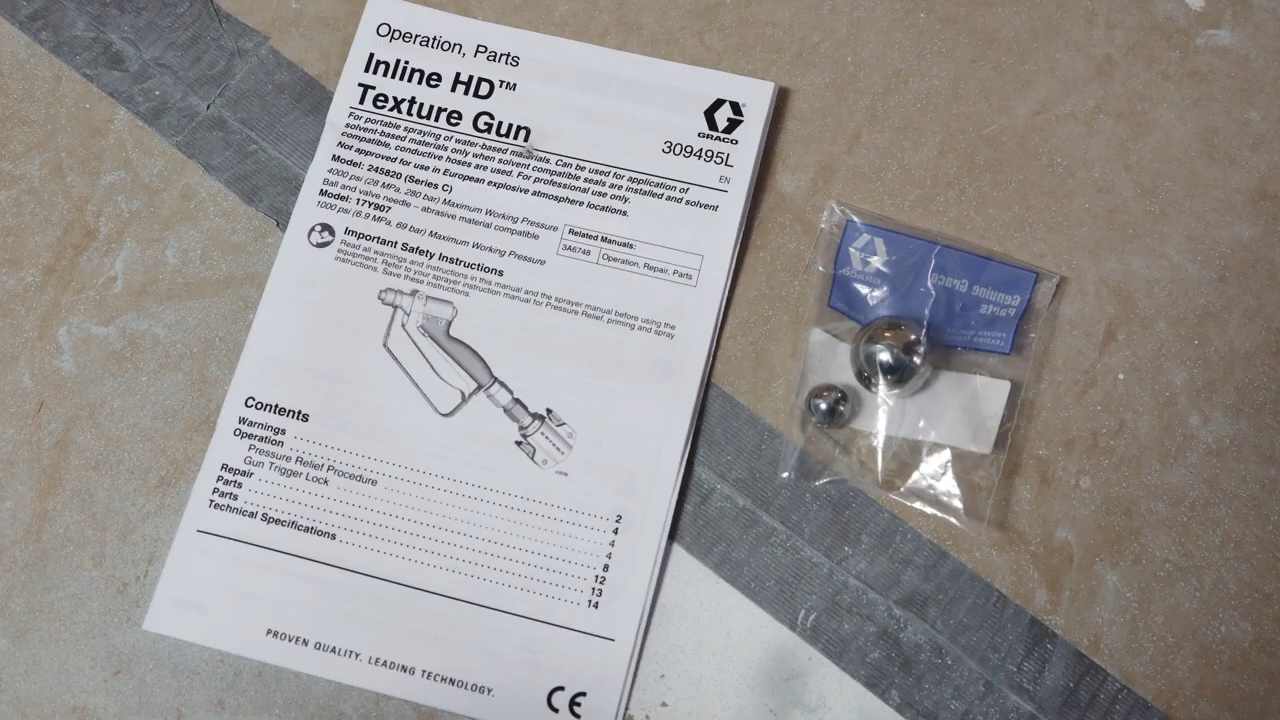 Operation, Parts
Inline HD™
Texture Gun
GRACO
309495L
EN
For portable spraying of water-based materials. Can be used for application of
solvent-based materials only when solvent compatible seals are installed and solvent
compatible, conductive hoses are used. For professional use only.
Not approved for use in European explosive atmosphere locations.
Model: 245820 (Series C)
4000 psi (28 MPa, 280 bar) Maximum Working Pressure
Ball and valve needle – abrasive material compatible
Model: 17Y907
1000 psi (6.9 MPa, 69 bar) Maximum Working Pressure
Related Manuals:
3A6748 Operation, Repair, Parts
Important Safety Instructions
Read all warnings and instructions in this manual and the sprayer manual before using the
equipment. Refer to your sprayer instruction manual for Pressure Relief, priming and spray
instructions. Save these instructions.
Contents
Warnings 2
Operation 4
Pressure Relief Procedure 4
Gun Trigger Lock 4
Repair 8
Parts 12
Parts 13
Technical Specifications 14
PROVEN QUALITY. LEADING TECHNOLOGY.
CE
GRACO
Genuine Graco
Parts
PROVEN QUALITY
LEADING TECHNO